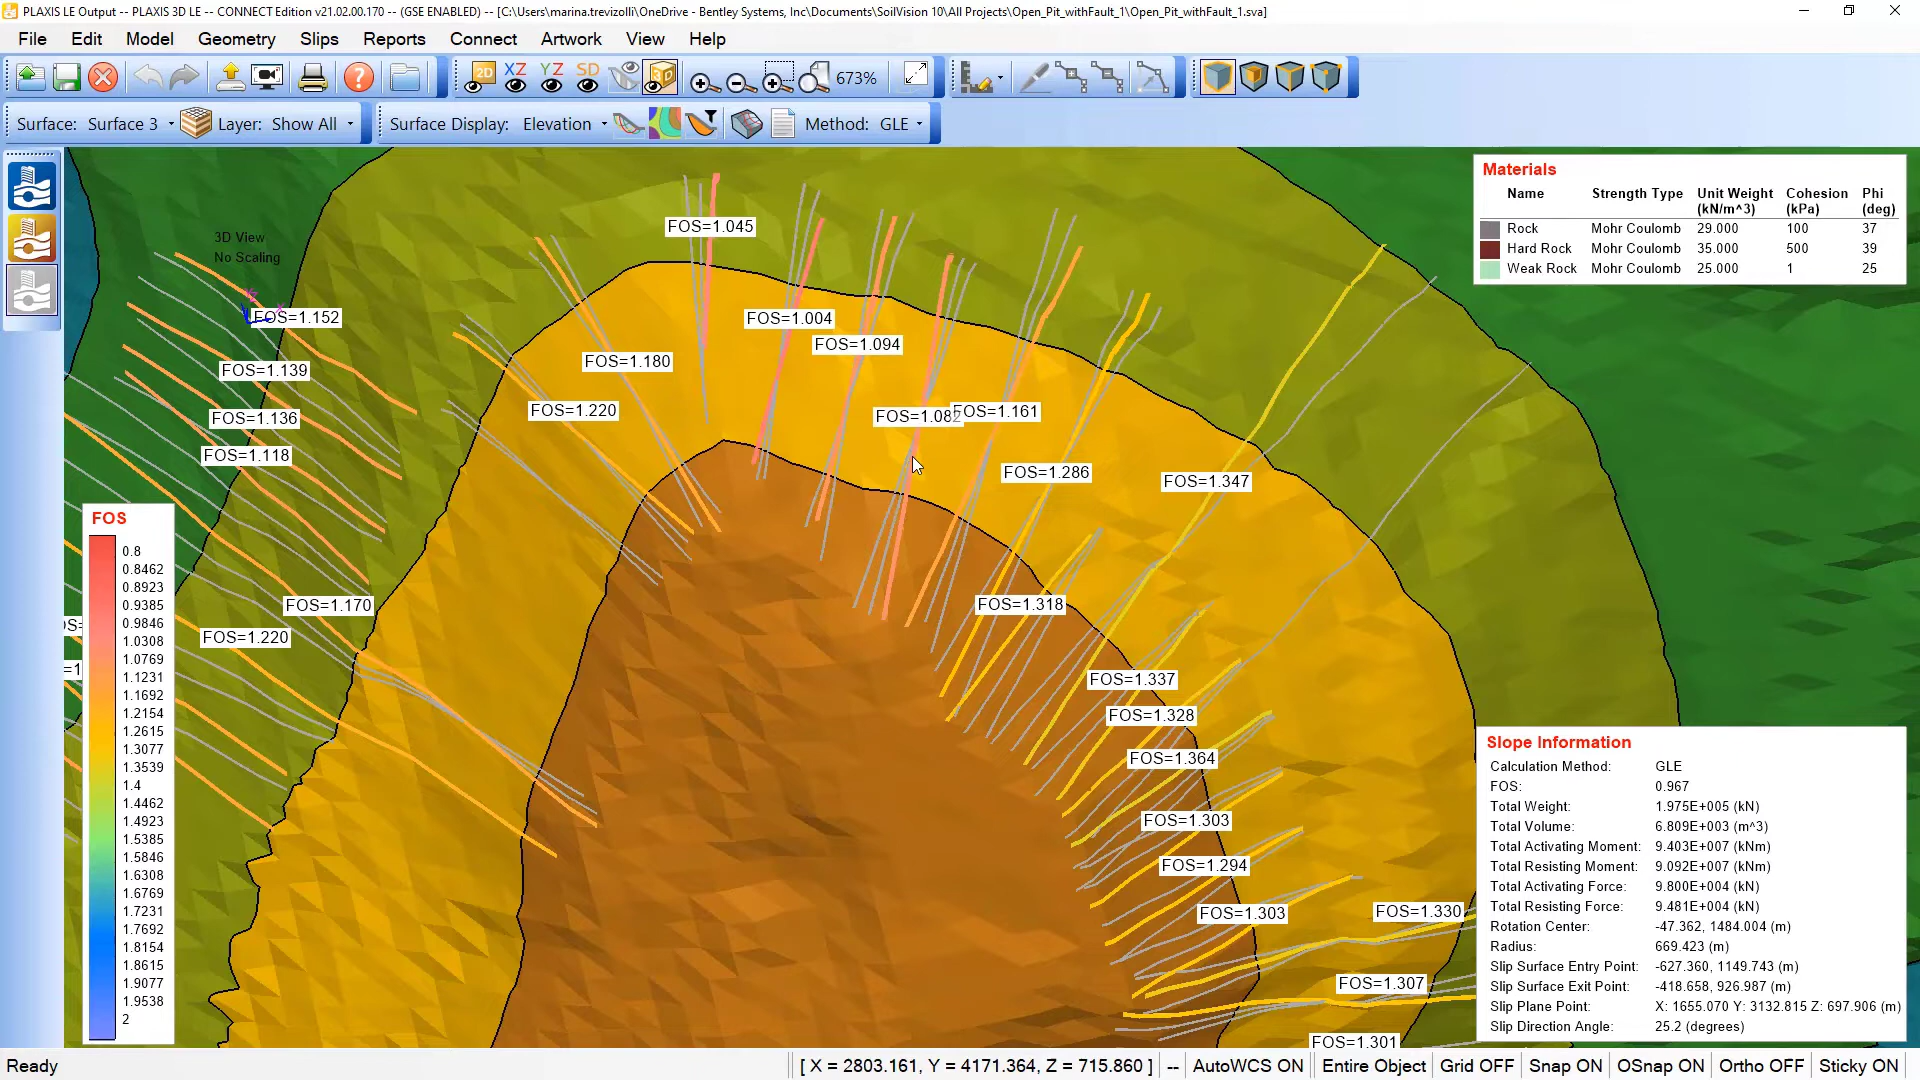 PLAXIS LE Output -- PLAXIS 3D LE -- CONNECT Edition v21.02.00.170 -- (GSE ENABLED) -- [C:\Users\marina.trevizolli\OneDrive - Bentley Systems, Inc\Documents\SoilVision 10\All Projects\Open_Pit_withFault_1\Open_Pit_withFault_1.sva]
File Edit Model Geometry Slips Reports Connect Artwork View Help
2D XZ YZ SD 3D 673%
Surface: Surface 3 Layer: Show All Surface Display: Elevation Method: GLE
Materials
Name Strength Type Unit Weight (kN/m^3) Cohesion (kPa) Phi (deg)
Rock Mohr Coulomb 29.000 100 37
Hard Rock Mohr Coulomb 35.000 500 39
Weak Rock Mohr Coulomb 25.000 1 25
3D View
No Scaling
FOS=1.045
FOS=1.152
FOS=1.004
FOS=1.094
FOS=1.180
FOS=1.139
FOS=1.220
FOS=1.082
FOS=1.161
FOS=1.136
FOS=1.118
FOS=1.286
FOS=1.347
FOS=1.170
FOS=1.318
FOS=1.220
FOS=1.337
FOS=1.328
FOS=1.364
FOS=1.303
FOS=1.294
FOS=1.303
FOS=1.330
FOS=1.307
FOS=1.301
FOS
0.8
0.8462
0.8923
0.9385
0.9846
1.0308
1.0769
1.1231
1.1692
1.2154
1.2615
1.3077
1.3539
1.4
1.4462
1.4923
1.5385
1.5846
1.6308
1.6769
1.7231
1.7692
1.8154
1.8615
1.9077
1.9538
2
Slope Information
Calculation Method: GLE
FOS: 0.967
Total Weight: 1.975E+005 (kN)
Total Volume: 6.809E+003 (m^3)
Total Activating Moment: 9.403E+007 (kNm)
Total Resisting Moment: 9.092E+007 (kNm)
Total Activating Force: 9.800E+004 (kN)
Total Resisting Force: 9.481E+004 (kN)
Rotation Center: -47.362, 1484.004 (m)
Radius: 669.423 (m)
Slip Surface Entry Point: -627.360, 1149.743 (m)
Slip Surface Exit Point: -418.658, 926.987 (m)
Slip Plane Point: X: 1655.070 Y: 3132.815 Z: 697.906 (m)
Slip Direction Angle: 25.2 (degrees)
Ready [ X = 2803.161, Y = 4171.364, Z = 715.860 ] -- AutoWCS ON Entire Object Grid OFF Snap ON OSnap ON Ortho OFF Sticky ON